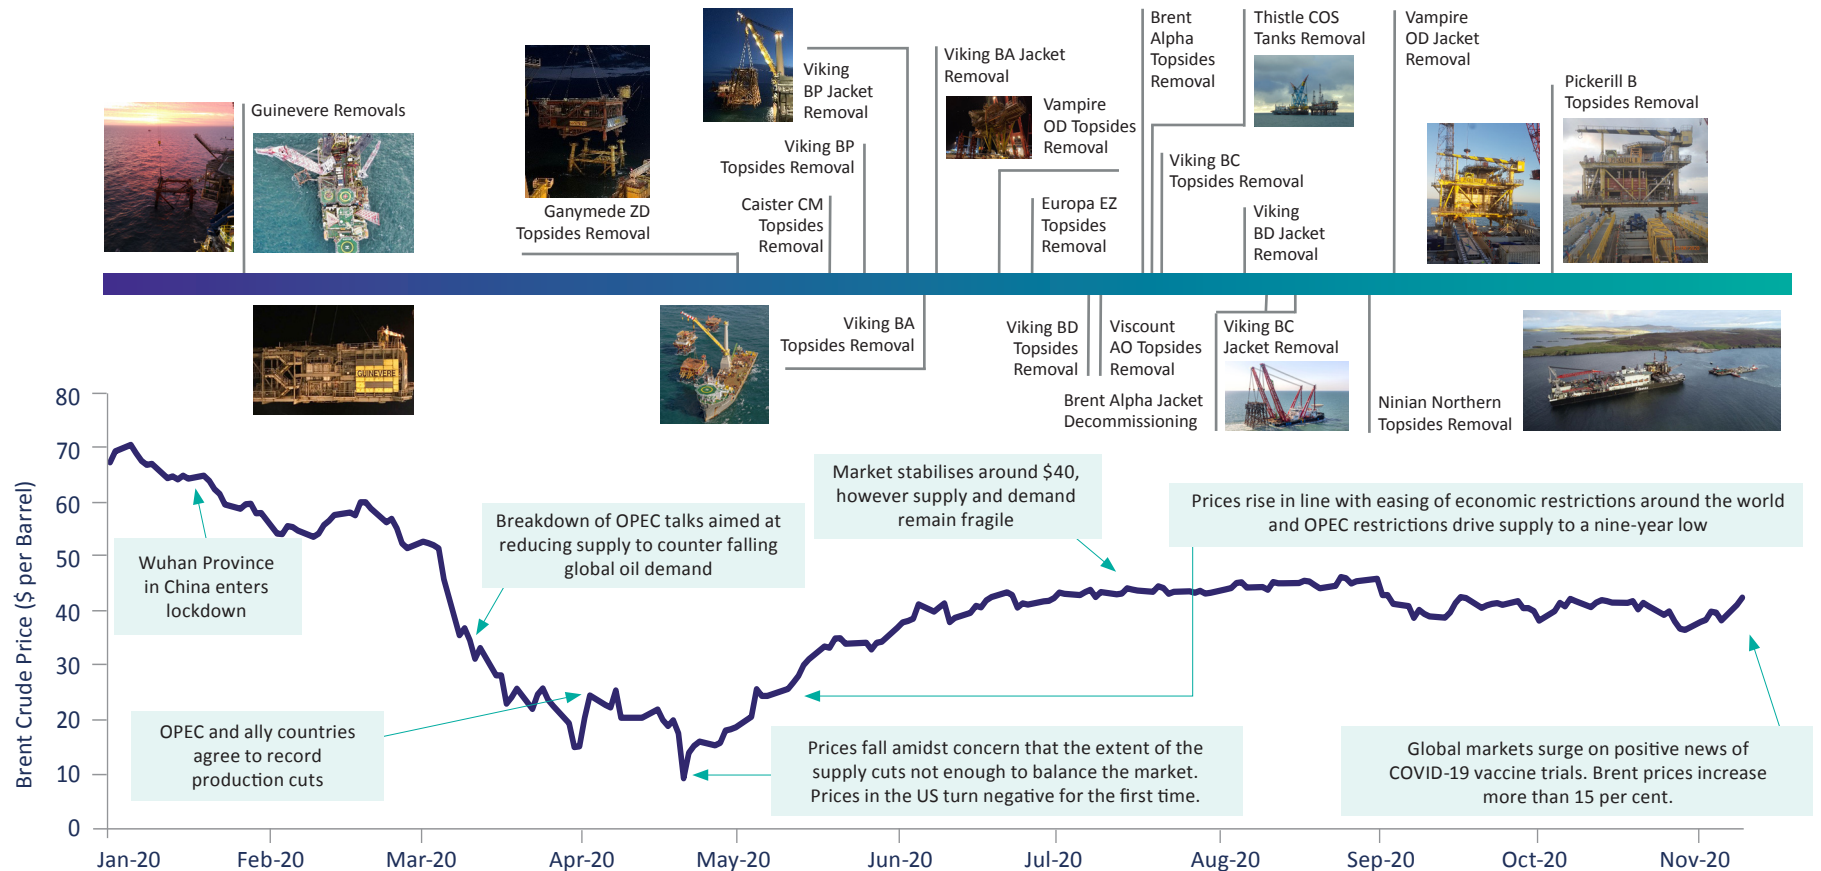 Guinevere Removals
Ganymede ZD
Topsides Removal
Viking
BP Jacket
Removal
Viking BP
Topsides Removal
Caister CM
Topsides
Removal
Viking BA Jacket
Removal
Vampire
OD Topsides
Removal
Europa EZ
Topsides
Removal
Brent
Alpha
Topsides
Removal
Thistle COS
Tanks Removal
Viking BC
Topsides Removal
Viking
BD Jacket
Removal
Vampire
OD Jacket
Removal
Pickerill B
Topsides Removal
GUINEVERE
Viking BA
Topsides Removal
Viking BD
Topsides
Removal
Viscount
AO Topsides
Removal
Brent Alpha Jacket
Decommissioning
Viking BC
Jacket Removal
Ninian Northern
Topsides Removal
Brent Crude Price ($ per Barrel)
80
70
60
50
40
30
20
10
0
Wuhan Province
in China enters
lockdown
Breakdown of OPEC talks aimed at
reducing supply to counter falling
global oil demand
Market stabilises around $40,
however supply and demand
remain fragile
Prices rise in line with easing of economic restrictions around the world
and OPEC restrictions drive supply to a nine-year low
OPEC and ally countries
agree to record
production cuts
Prices fall amidst concern that the extent of the
supply cuts not enough to balance the market.
Prices in the US turn negative for the first time.
Global markets surge on positive news of
COVID-19 vaccine trials. Brent prices increase
more than 15 per cent.
Jan-20
Feb-20
Mar-20
Apr-20
May-20
Jun-20
Jul-20
Aug-20
Sep-20
Oct-20
Nov-20